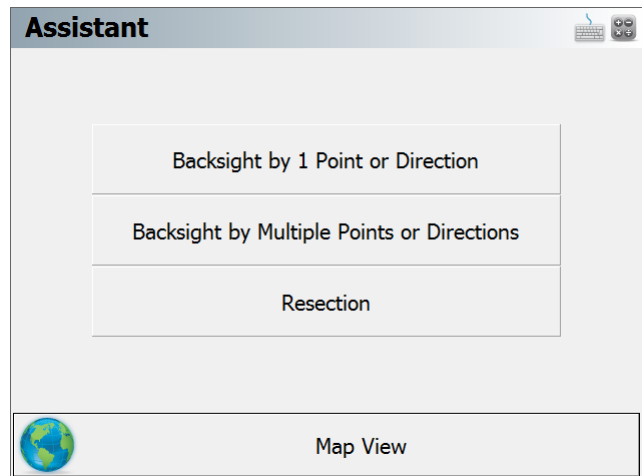 Assistant
Backsight by 1 Point or Direction
Backsight by Multiple Points or Directions
Resection
Map View